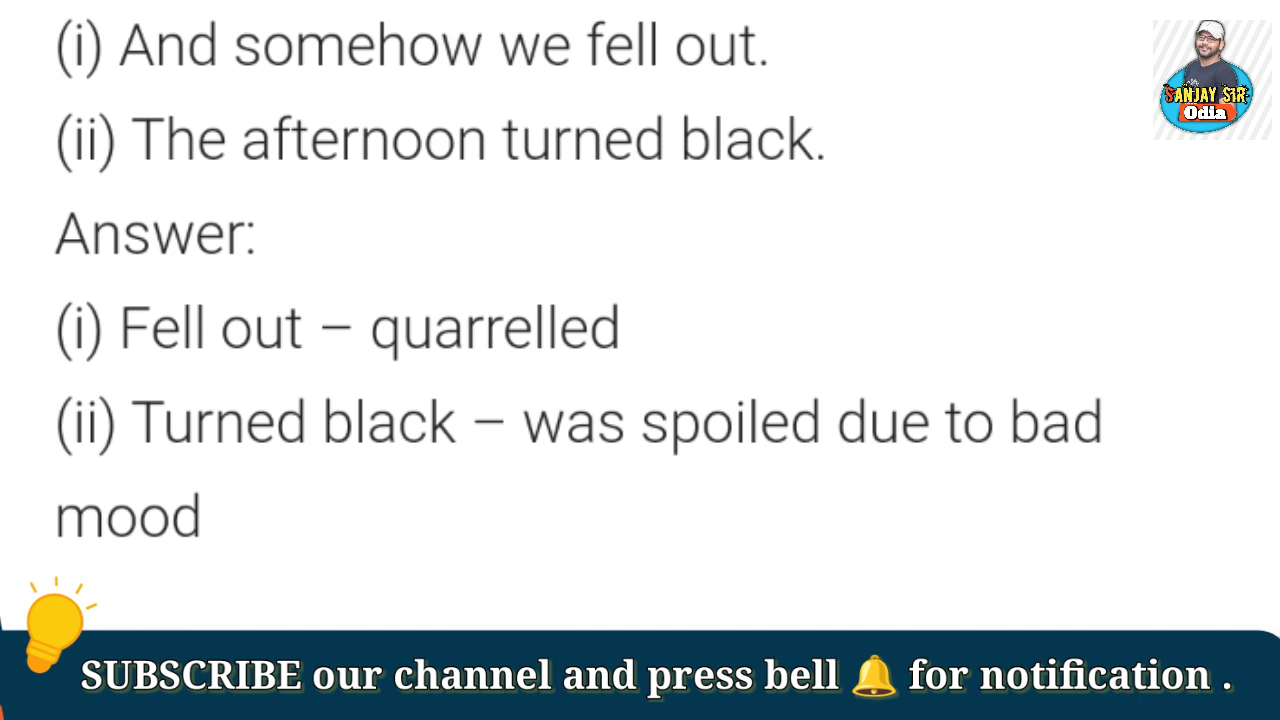 (i) And somehow we fell out.
(ii) The afternoon turned black.
Answer:
(i) Fell out – quarrelled
(ii) Turned black – was spoiled due to bad
mood
SANJAY SIR
Odia
SUBSCRIBE our channel and press bell 🔔 for notification .